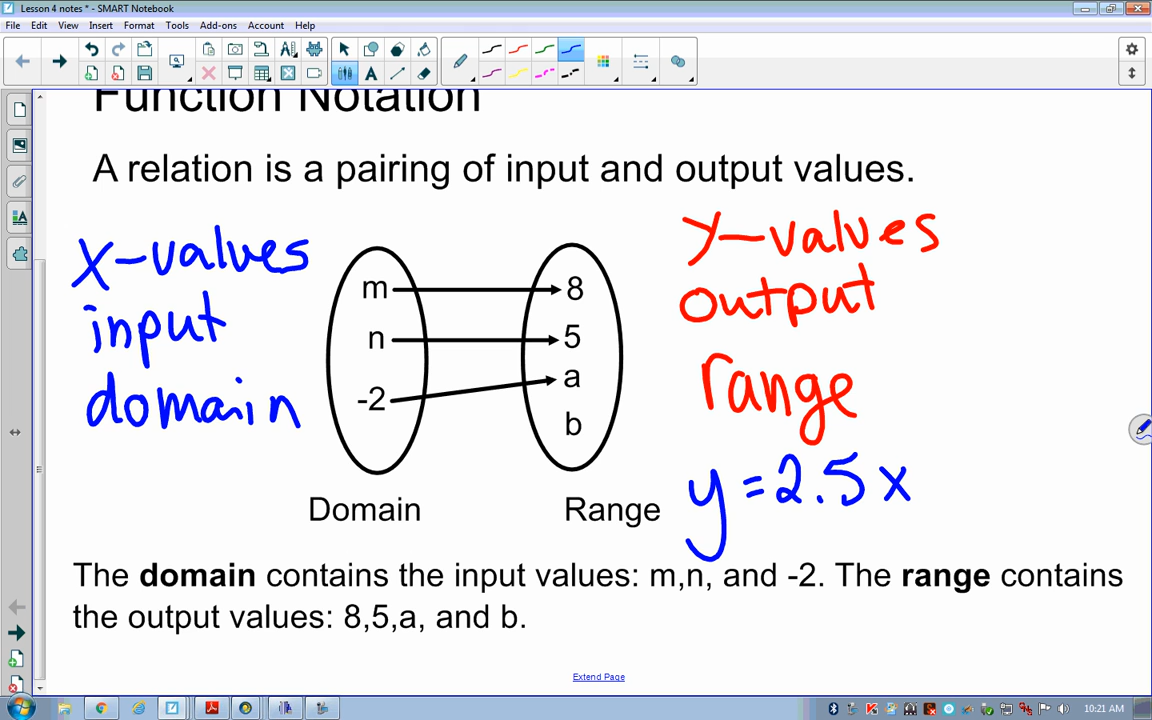 Lesson 4 notes * - SMART Notebook
File Edit View Insert Format Tools Add-ons Account Help
Function Notation
A relation is a pairing of input and output values.
x-values
input
domain
m
n
-2
8
5
a
b
y-values
output
range
y=2.5x
Domain
Range
The domain contains the input values: m,n, and -2. The range contains
the output values: 8,5,a, and b.
Extend Page
10:21 AM